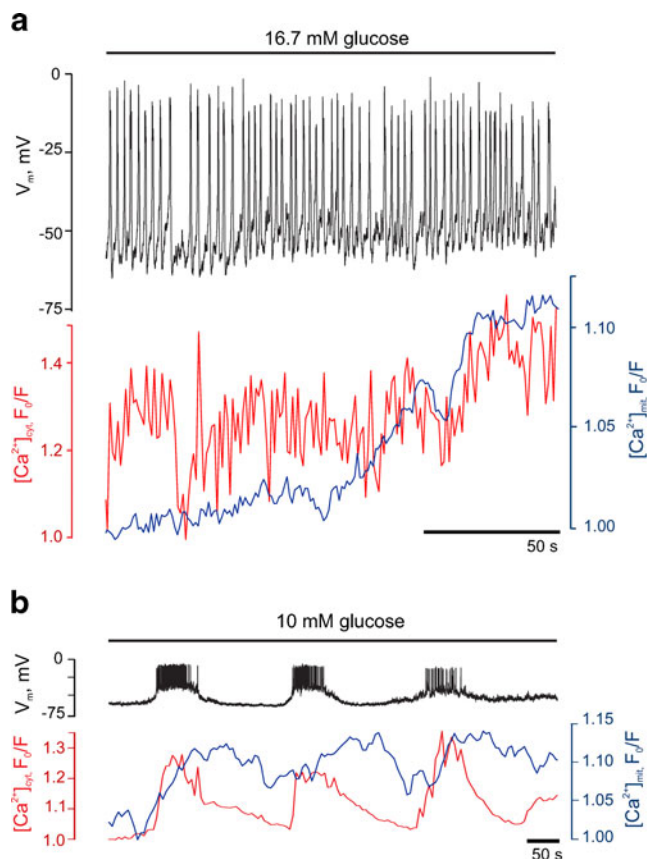 a
16.7 mM glucose
0
-25
-50
-75
Vm, mV
1.4
1.2
1.0
[Ca2+]cyt, F0/F
1.10
1.05
1.00
[Ca2+]mit, F0/F
50 s
b
10 mM glucose
0
-75
Vm, mV
1.3
1.2
1.1
1.0
[Ca2+]cyt, F0/F
1.15
1.10
1.05
1.00
[Ca2+]mit, F0/F
50 s